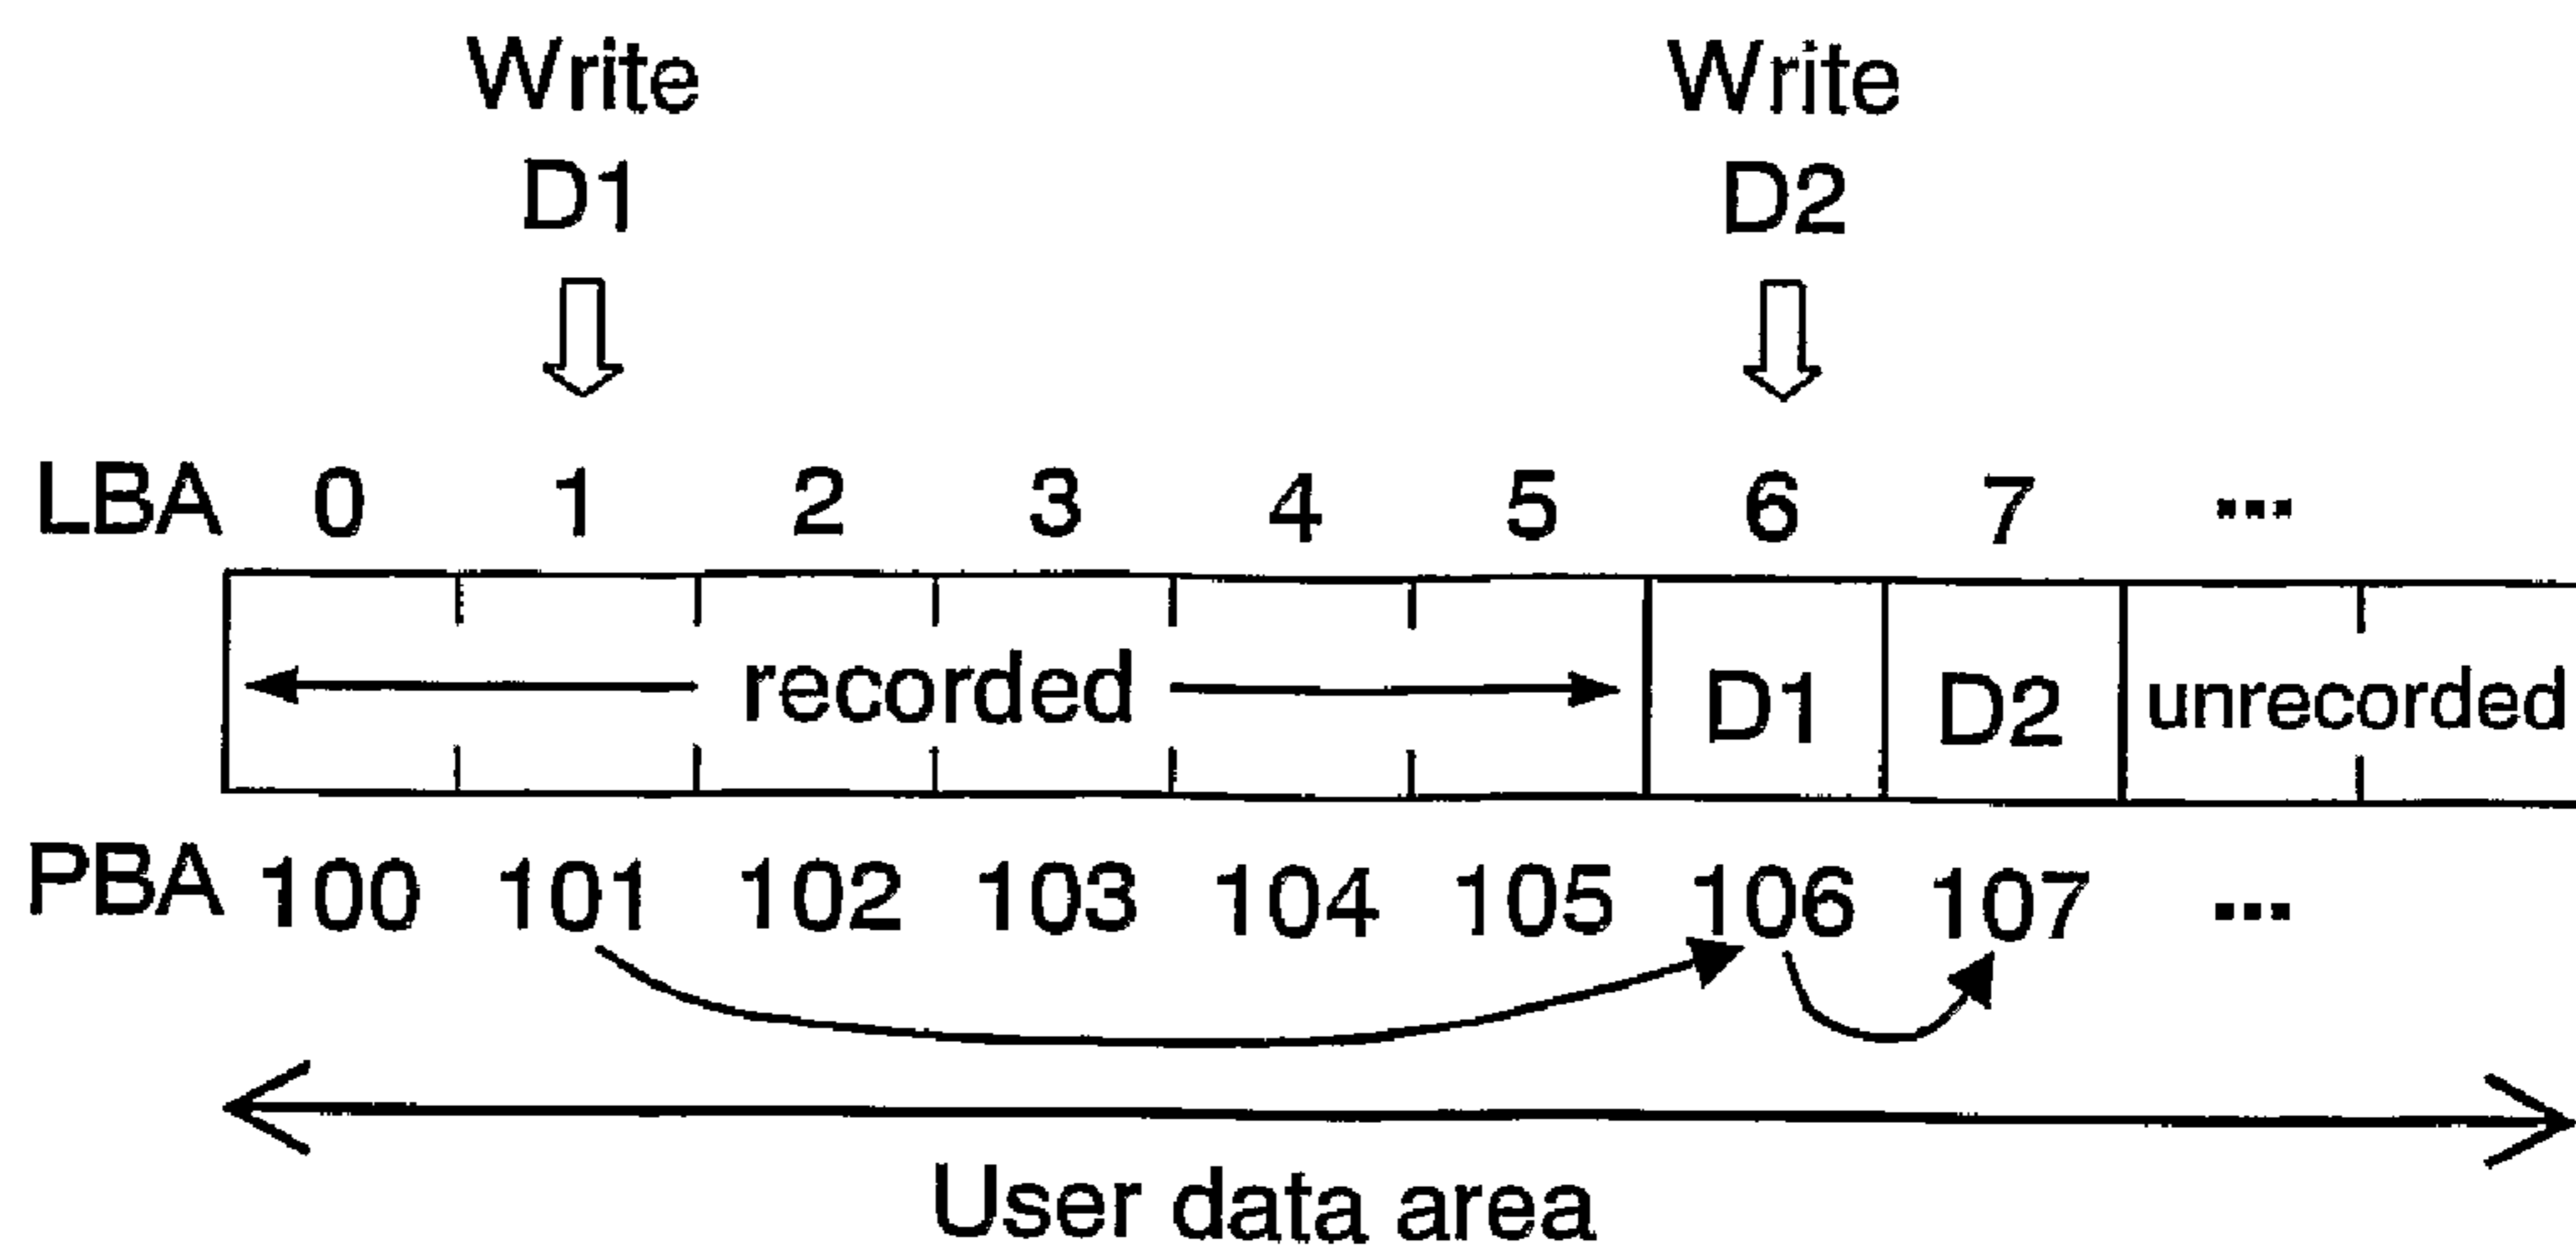 Write Write
D1 D2
LBA 0 1 2 3 4 5 6 7 ...
recorded D1 D2 unrecorded
PBA 100 101 102 103 104 105 106 107 ...
User data area